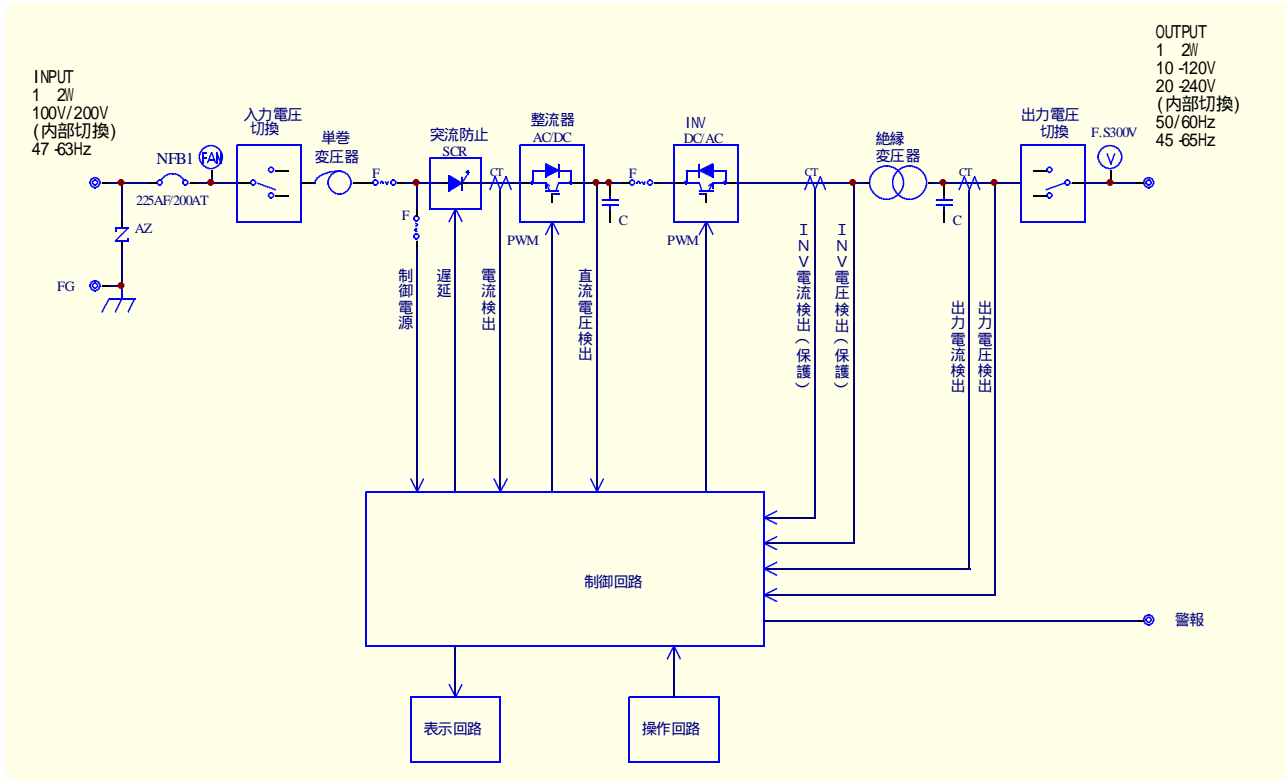 INPUT
1 2W
100V/200V
(内部切換)
47 -63Hz
OUTPUT
1 2W
10 -120V
20 -240V
(内部切換)
50/60Hz
45 -65Hz
NFB1
FAN
225AF/200AT
AZ
FG
入力電圧
切換
単巻
変圧器
F
F
突流防止
SCR
CT
整流器
AC/DC
PWM
F
C
INV
DC/AC
PWM
CT
絶縁
変圧器
C
CT
出力電圧
切換
F.S300V
V
制御電源
遅延
電流検出
直流電圧検出
INV電流検出(保護)
INV電圧検出(保護)
出力電流検出
出力電圧検出
制御回路
警報
表示回路
操作回路